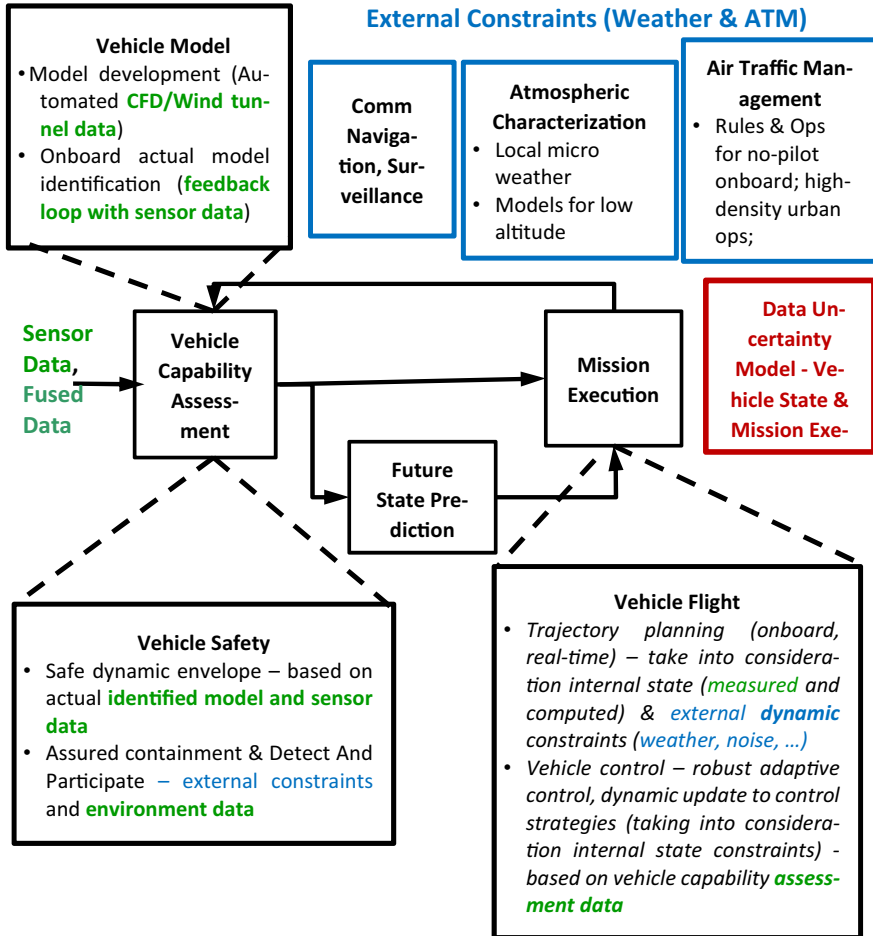 External Constraints (Weather & ATM)
Vehicle Model
•Model development (Au-
tomated CFD/Wind tun-
nel data)
• Onboard actual model
identification (feedback
loop with sensor data)
Comm
Naviga-
tion, Sur-
veillance
Atmospheric
Characterization
• Local micro
weather
• Models for low
altitude
Air Traffic Man-
agement
• Rules & Ops
for no-pilot
onboard; high-
density urban
ops;
Sensor
Data,
Fused
Data
Vehicle
Capability
Assess-
ment
Mission
Execution
Data Un-
certainty
Model - Ve-
hicle State &
Mission Exe-
Future
State Pre-
diction
Vehicle Safety
• Safe dynamic envelope – based on
actual identified model and sensor
data
• Assured containment & Detect And
Participate – external constraints
and environment data
Vehicle Flight
• Trajectory planning (onboard,
real-time) – take into considera-
tion internal state (measured and
computed) & external dynamic
constraints (weather, noise, ...)
• Vehicle control – robust adaptive
control, dynamic update to control
strategies (taking into considera-
tion internal state constraints) -
based on vehicle capability assess-
ment data